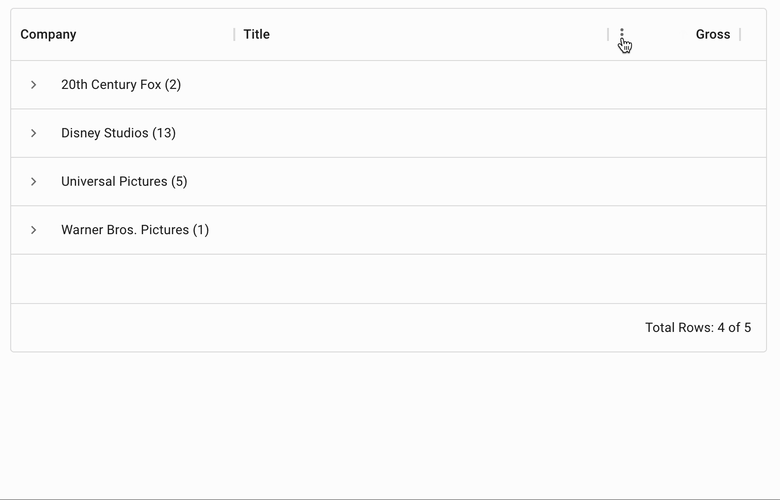 Company Title Gross
20th Century Fox (2)
Disney Studios (13)
Universal Pictures (5)
Warner Bros. Pictures (1)
Total Rows: 4 of 5